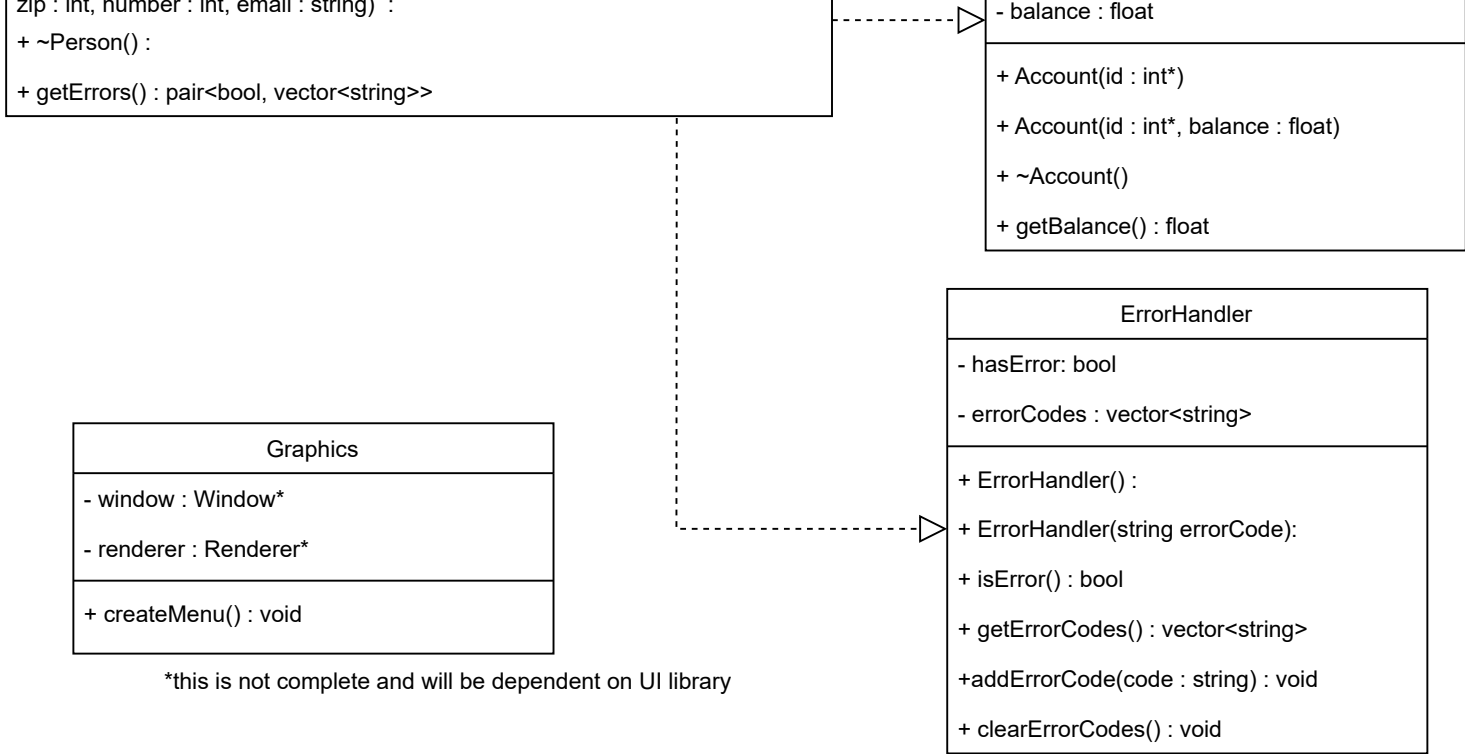 zip : int, number : int, email : string)  :
+ ~Person() :
+ getErrors() : pair<bool, vector<string>>
- balance : float
+ Account(id : int*)
+ Account(id : int*, balance : float)
+ ~Account()
+ getBalance() : float
ErrorHandler
- hasError: bool
- errorCodes : vector<string>
+ ErrorHandler() :
+ ErrorHandler(string errorCode):
+ isError() : bool
+ getErrorCodes() : vector<string>
+addErrorCode(code : string) : void
+ clearErrorCodes() : void
Graphics
- window : Window*
- renderer : Renderer*
+ createMenu() : void
*this is not complete and will be dependent on UI library